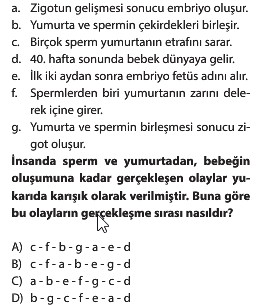 a. Zigotun gelişmesi sonucu embriyo oluşur.
b. Yumurta ve spermin çekirdekleri birleşir.
c. Birçok sperm yumurtanın etrafını sarar.
d. 40. hafta sonunda bebek dünyaya gelir.
e. İlk iki aydan sonra embriyo fetüs adını alır.
f. Spermlerden biri yumurtanın zarını dele-
rek içine girer.
g. Yumurta ve spermin birleşmesi sonucu zi-
got oluşur.
İnsanda sperm ve yumurtadan, bebeğin
oluşumuna kadar gerçekleşen olaylar yu-
karıda karışık olarak verilmiştir. Buna göre
bu olayların gerçekleşme sırası nasıldır?
A) c - f - b - g - a - e - d
B) c - f - a - b - e - g - d
C) a - b - e - f - g - c - d
D) b - g - c - f - e - a - d